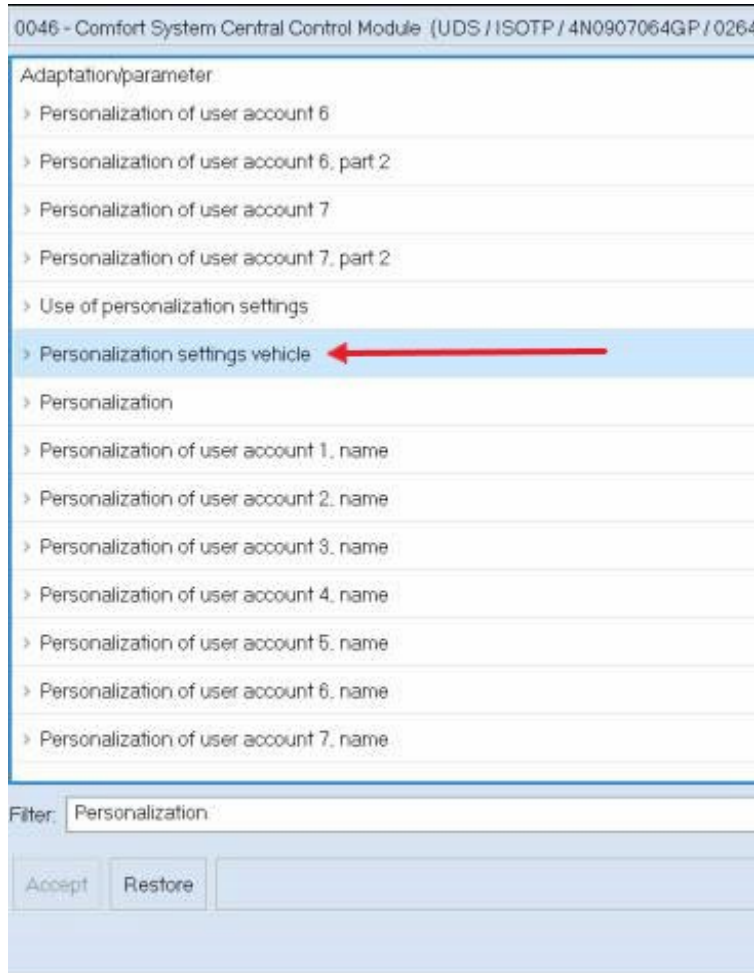 0046 - Comfort System Central Control Module (UDS / ISOTP / 4N0907064GP / 0264
Adaptation/parameter
> Personalization of user account 6
> Personalization of user account 6, part 2
> Personalization of user account 7
> Personalization of user account 7, part 2
> Use of personalization settings
> Personalization settings vehicle
> Personalization
> Personalization of user account 1, name
> Personalization of user account 2, name
> Personalization of user account 3, name
> Personalization of user account 4, name
> Personalization of user account 5, name
> Personalization of user account 6, name
> Personalization of user account 7, name
Filter: Personalization
Accept Restore